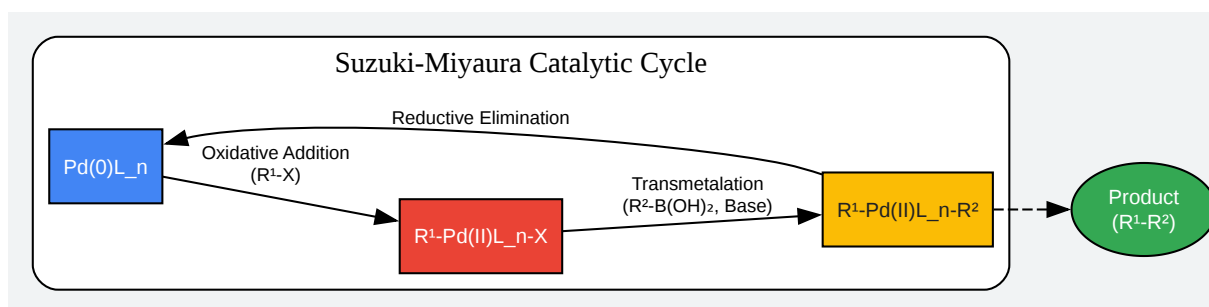 Suzuki-Miyaura Catalytic Cycle
Reductive Elimination
Pd(0)L_n
Oxidative Addition
(R¹-X)
R¹-Pd(II)L_n-X
Transmetalation
(R²-B(OH)₂, Base)
R¹-Pd(II)L_n-R²
Product
(R¹-R²)